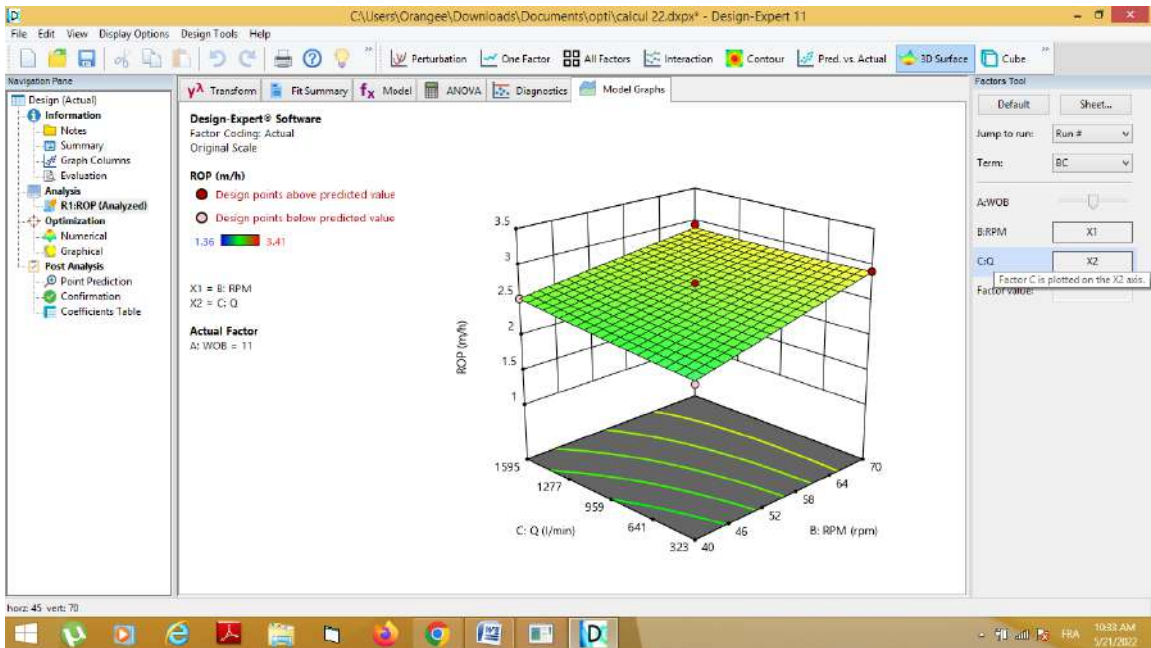 C:\Users\Orangee\Downloads\Documents\opti\calcul 22.dxpx* - Design-Expert 11
File Edit View Display Options Design Tools Help
Perturbation One Factor All Factors Interaction Contour Pred. vs. Actual 3D Surface Cube
Navigation Pane
Design (Actual)
Information
Notes
Summary
Graph Columns
Evaluation
Analysis
R1:ROP (Analyzed)
Optimization
Numerical
Graphical
Post Analysis
Point Prediction
Confirmation
Coefficients Table
yλ Transform Fit Summary fx Model ANOVA Diagnostics Model Graphs
Design-Expert® Software
Factor Coding: Actual
Original Scale
ROP (m/h)
Design points above predicted value
Design points below predicted value
1.36 3.41
X1 = B: RPM
X2 = C: Q
Actual Factor
A: WOB = 11
3.5
3
2.5
2
1.5
1
ROP (m/h)
1595
1277
959
641
323
C: Q (l/min)
40
46
52
58
64
70
B: RPM (rpm)
Factors Tool
Default Sheet...
Jump to run: Run #
Term: BC
A:WOB
B:RPM X1
C:Q X2
Factor C is plotted on the X2 axis.
Factor value:
horz: 45 vert: 70
FRA
10:33 AM
5/21/2022